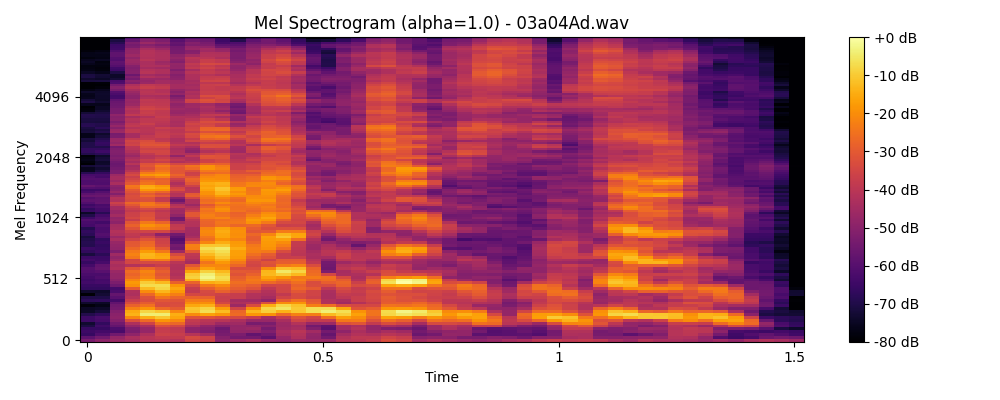 Mel Spectrogram (alpha=1.0) - 03a04Ad.wav
+0 dB
-10 dB
-20 dB
-30 dB
-40 dB
-50 dB
-60 dB
-70 dB
-80 dB
4096
2048
1024
512
0
Mel Frequency
0
0.5
1
1.5
Time